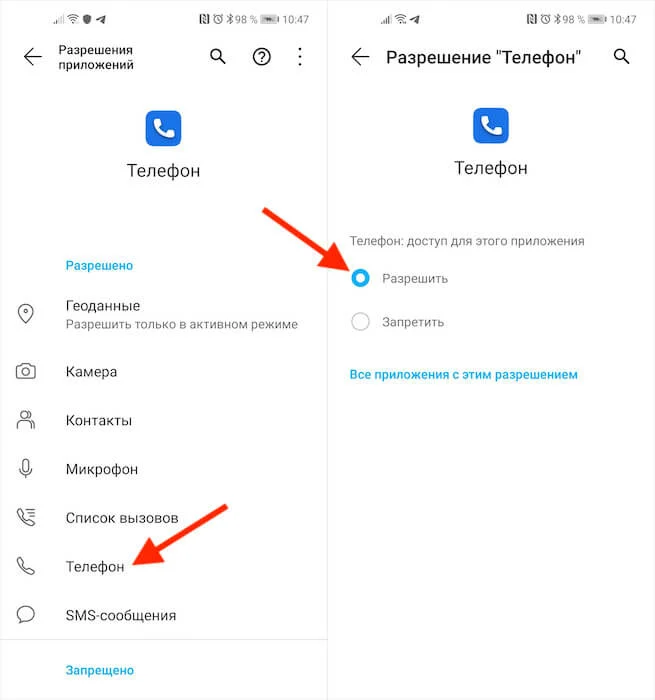 98 % 10:47
Разрешения
приложений
Телефон
Разрешено
Геоданные
Разрешить только в активном режиме
Камера
Контакты
Микрофон
Список вызовов
Телефон
SMS-сообщения
Запрещено
98 % 10:47
Разрешение "Телефон"
Телефон
Телефон: доступ для этого приложения
Разрешить
Запретить
Все приложения с этим разрешением